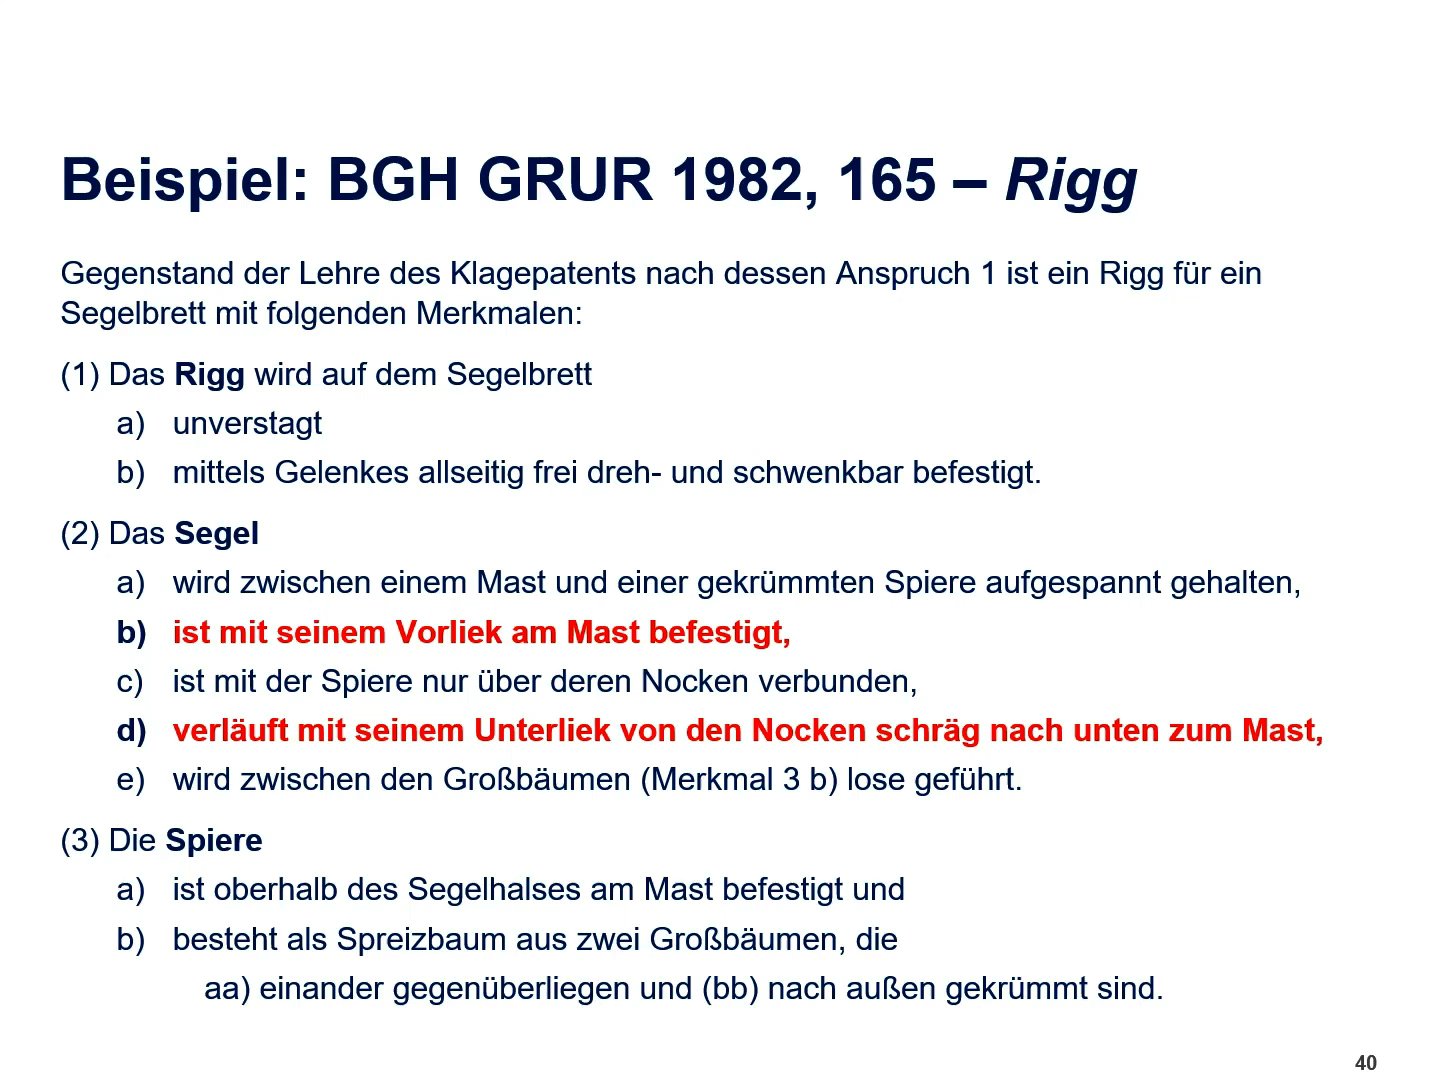 Beispiel: BGH GRUR 1982, 165 – Rigg
Gegenstand der Lehre des Klagepatents nach dessen Anspruch 1 ist ein Rigg für ein
Segelbrett mit folgenden Merkmalen:
(1) Das Rigg wird auf dem Segelbrett
a) unverstagt
b) mittels Gelenkes allseitig frei dreh- und schwenkbar befestigt.
(2) Das Segel
a) wird zwischen einem Mast und einer gekrümmten Spiere aufgespannt gehalten,
b) ist mit seinem Vorliek am Mast befestigt,
c) ist mit der Spiere nur über deren Nocken verbunden,
d) verläuft mit seinem Unterliek von den Nocken schräg nach unten zum Mast,
e) wird zwischen den Großbäumen (Merkmal 3 b) lose geführt.
(3) Die Spiere
a) ist oberhalb des Segelhalses am Mast befestigt und
b) besteht als Spreizbaum aus zwei Großbäumen, die
aa) einander gegenüberliegen und (bb) nach außen gekrümmt sind.
40